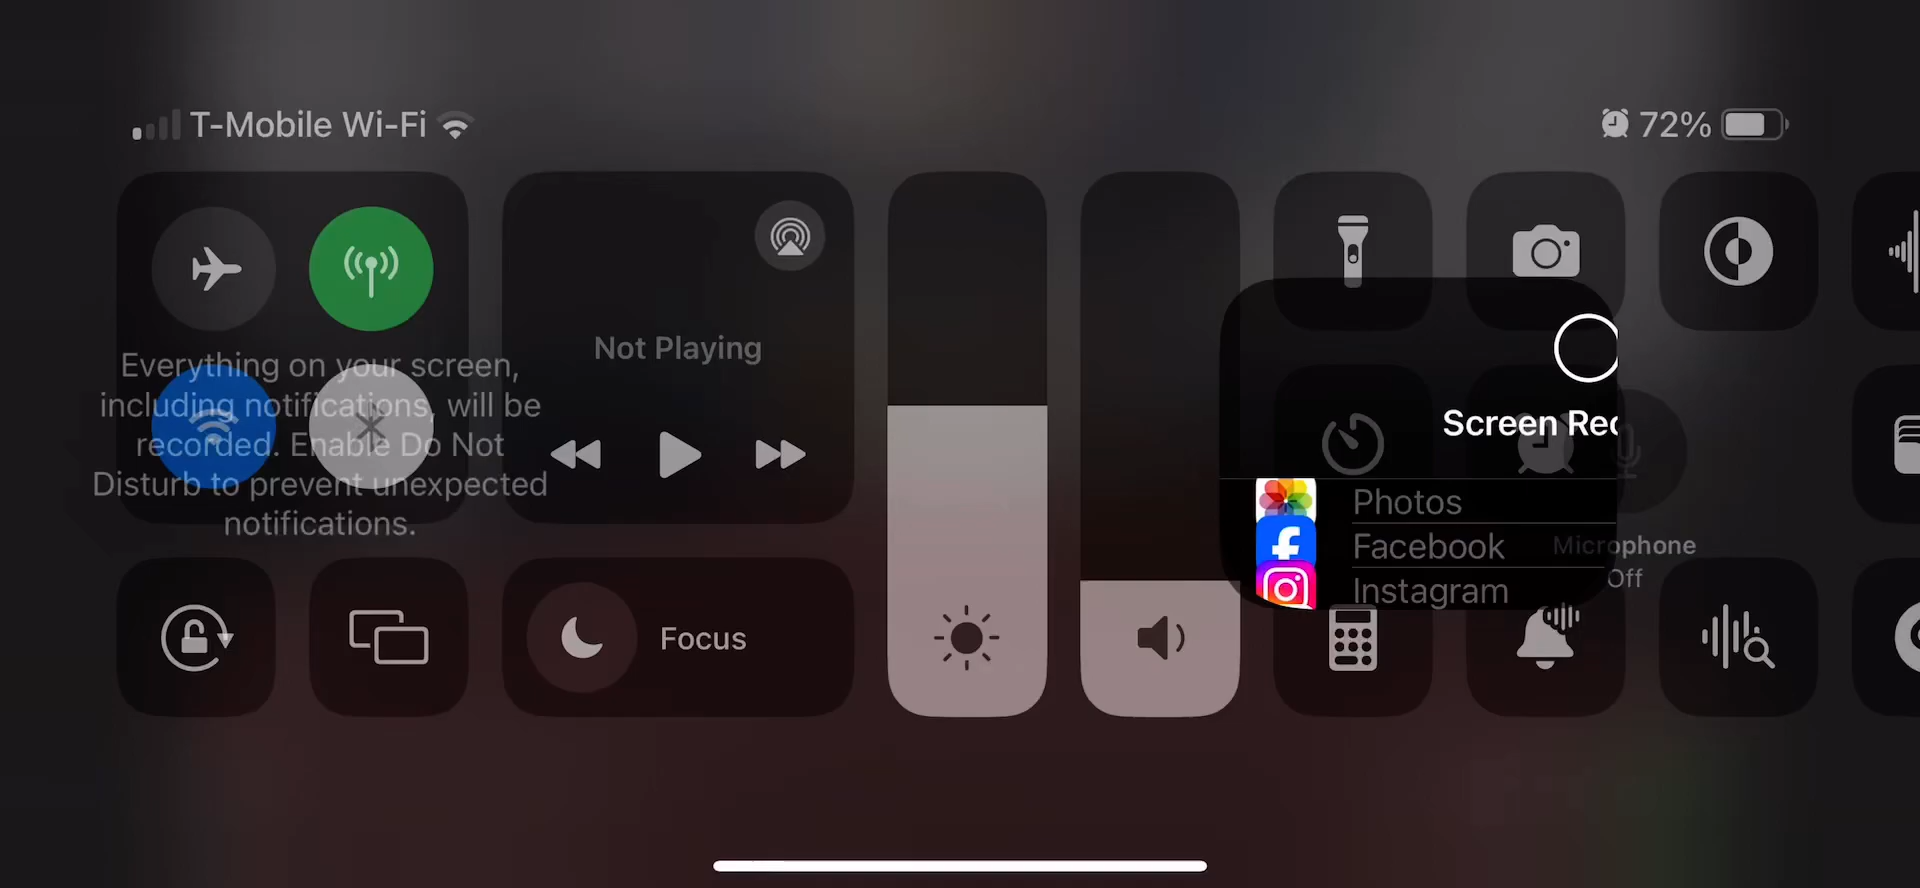 T-Mobile Wi-Fi
72%
Everything on your screen,
including notifications, will be
recorded. Enable Do Not
Disturb to prevent unexpected
notifications.
Not Playing
Focus
Screen Rec
Photos
Facebook
Instagram
Microphone
Off